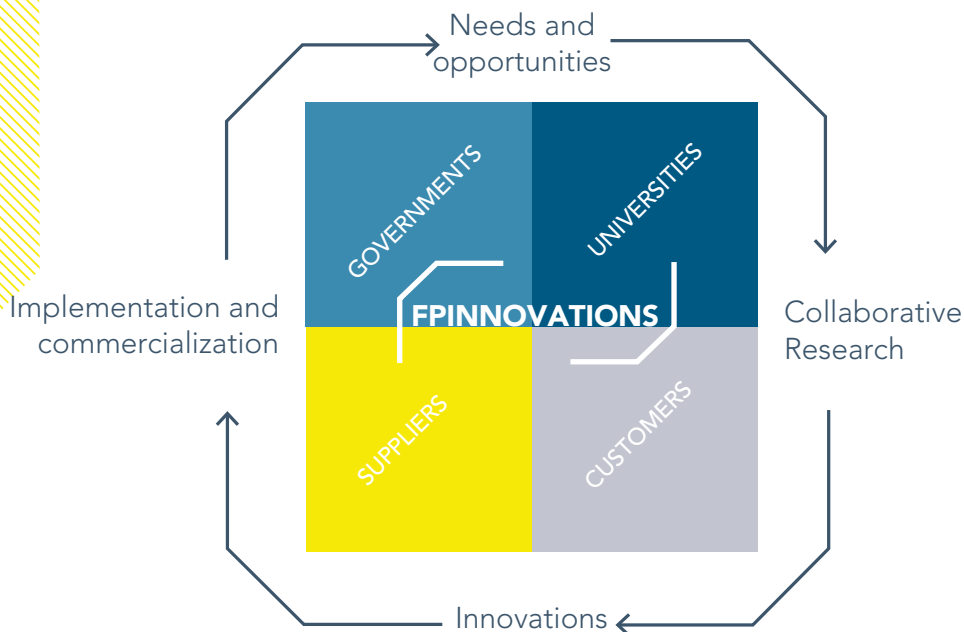 Needs and
opportunities
GOVERNMENTS
UNIVERSITIES
FPINNOVATIONS
Implementation and
commercialization
Collaborative
Research
SUPPLIERS
CUSTOMERS
Innovations